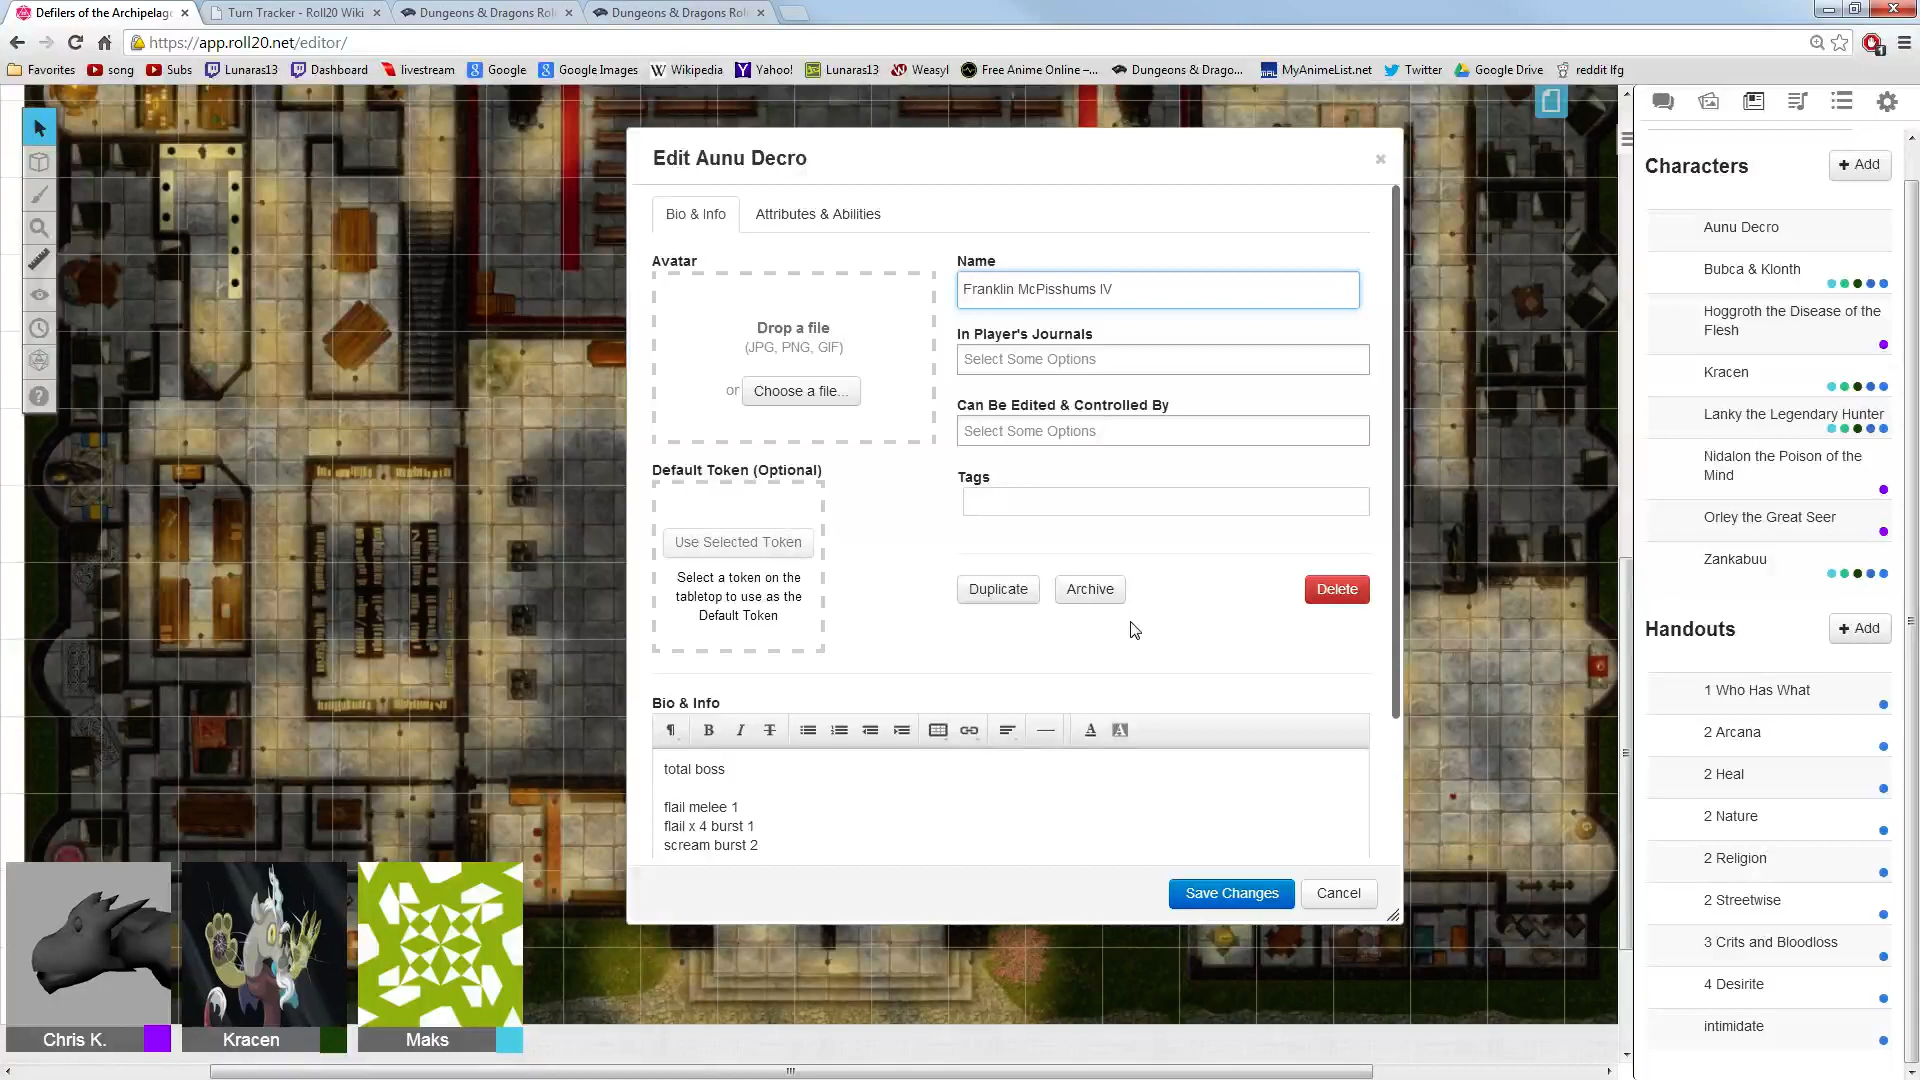 Defilers of the Archipelag
Turn Tracker - Roll20 Wiki
Dungeons & Dragons Rol
Dungeons & Dragons Rol
https://app.roll20.net/editor/
Favorites
song
Subs
Lunaras13
Dashboard
livestream
Google
Google Images
Wikipedia
Yahoo!
Lunaras13
Weasyl
Free Anime Online –...
Dungeons & Drago...
MyAnimeList.net
Twitter
Google Drive
reddit lfg
Edit Aunu Decro
Bio & Info
Attributes & Abilities
Avatar
Drop a file
(JPG, PNG, GIF)
or Choose a file...
Default Token (Optional)
Use Selected Token
Select a token on the
tabletop to use as the
Default Token
Name
Franklin McPisshums IV
In Player's Journals
Select Some Options
Can Be Edited & Controlled By
Select Some Options
Tags
Duplicate
Archive
Delete
Bio & Info
total boss
flail melee 1
flail x 4 burst 1
scream burst 2
Save Changes
Cancel
Characters
+ Add
Aunu Decro
Bubca & Klonth
Hoggroth the Disease of the
Flesh
Kracen
Lanky the Legendary Hunter
Nidalon the Poison of the
Mind
Orley the Great Seer
Zankabuu
Handouts
+ Add
1 Who Has What
2 Arcana
2 Heal
2 Nature
2 Religion
2 Streetwise
3 Crits and Bloodloss
4 Desirite
intimidate
Chris K.
Kracen
Maks